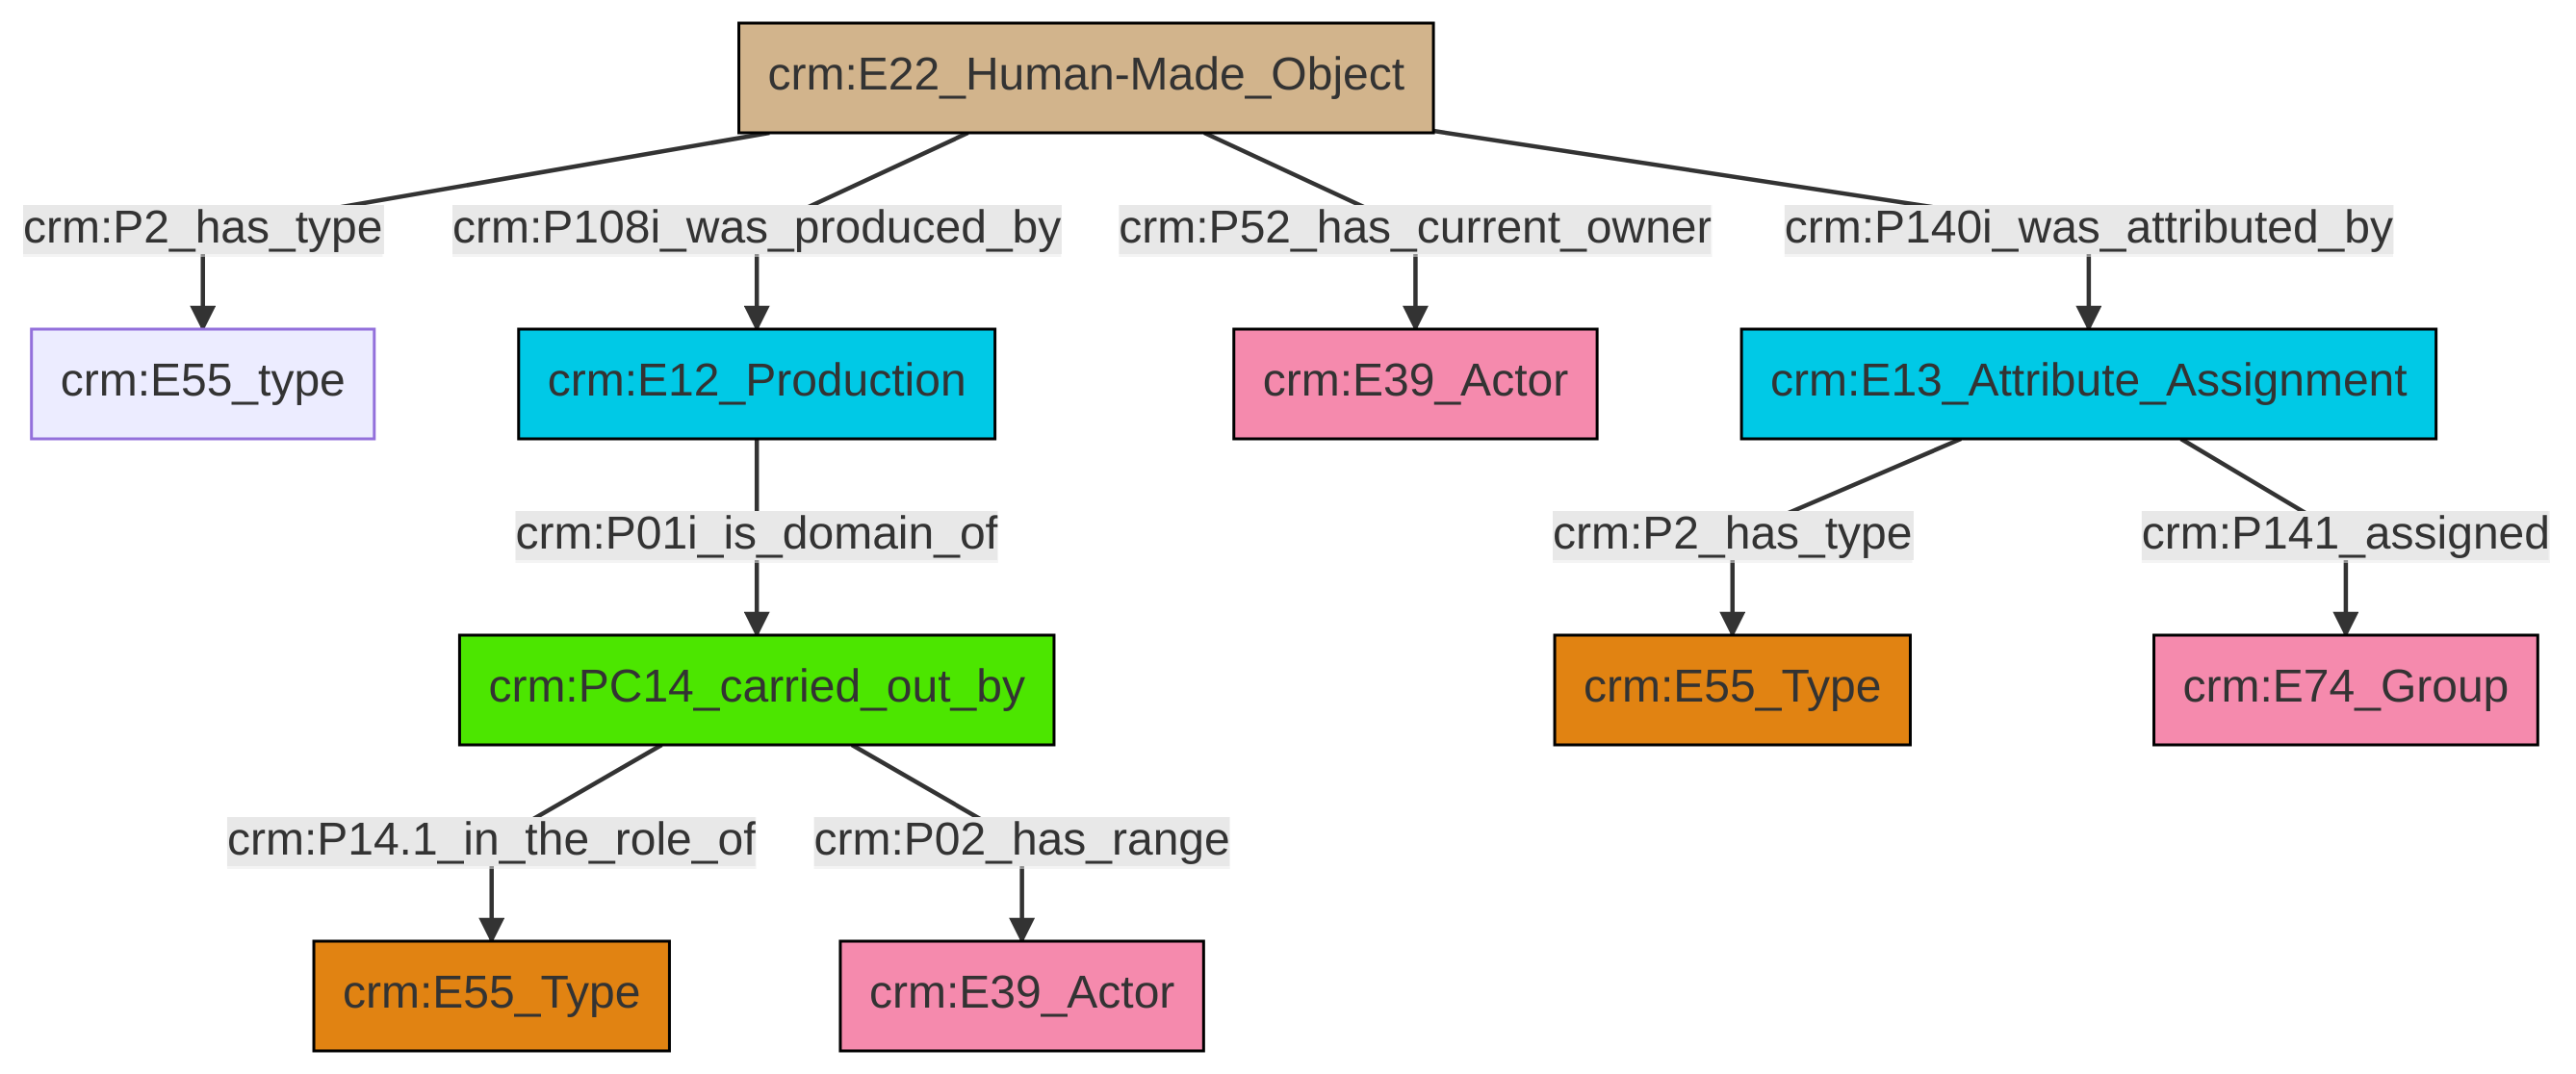 crm:E22_Human-Made_Object
crm:P2_has_type
crm:P108i_was_produced_by
crm:P52_has_current_owner
crm:P140i_was_attributed_by
crm:E55_type
crm:E12_Production
crm:E39_Actor
crm:E13_Attribute_Assignment
crm:P01i_is_domain_of
crm:P2_has_type
crm:P141_assigned
crm:PC14_carried_out_by
crm:E55_Type
crm:E74_Group
crm:P14.1_in_the_role_of
crm:P02_has_range
crm:E55_Type
crm:E39_Actor